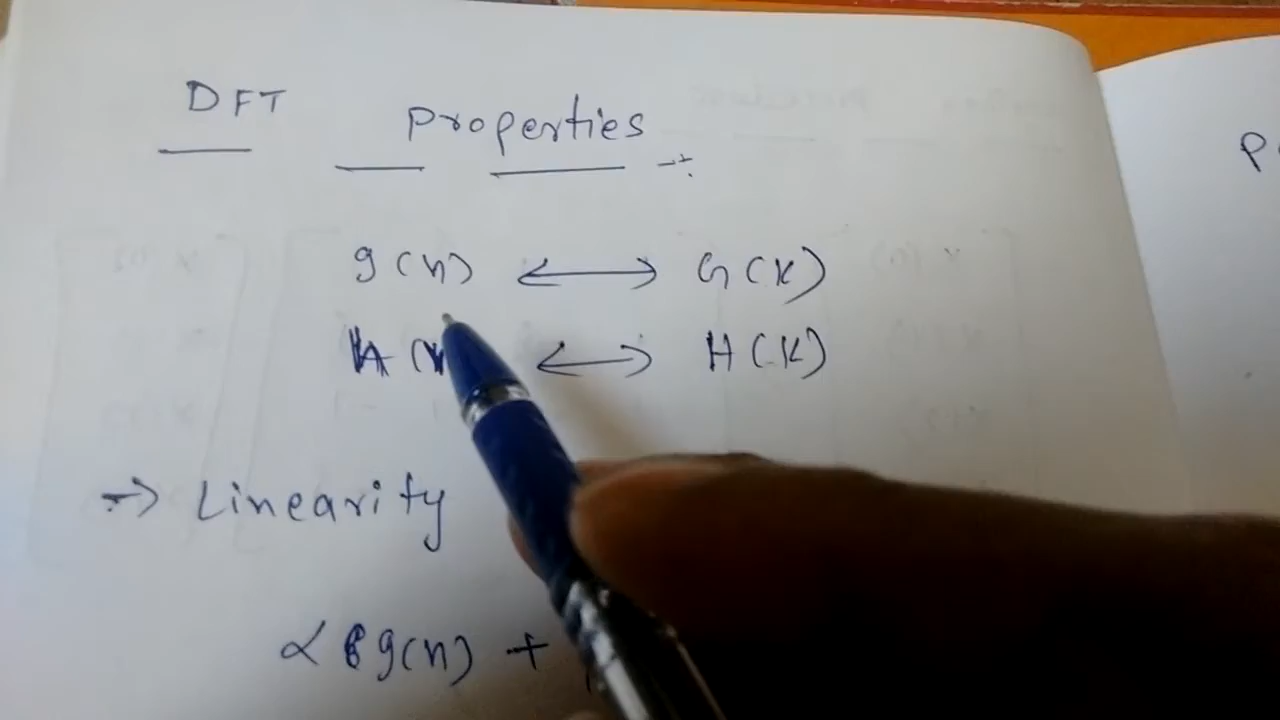 DFT Properties :-
g(n) ↔ G(K)
h( ↔ H(K)
→ Linearity
α g(n) +